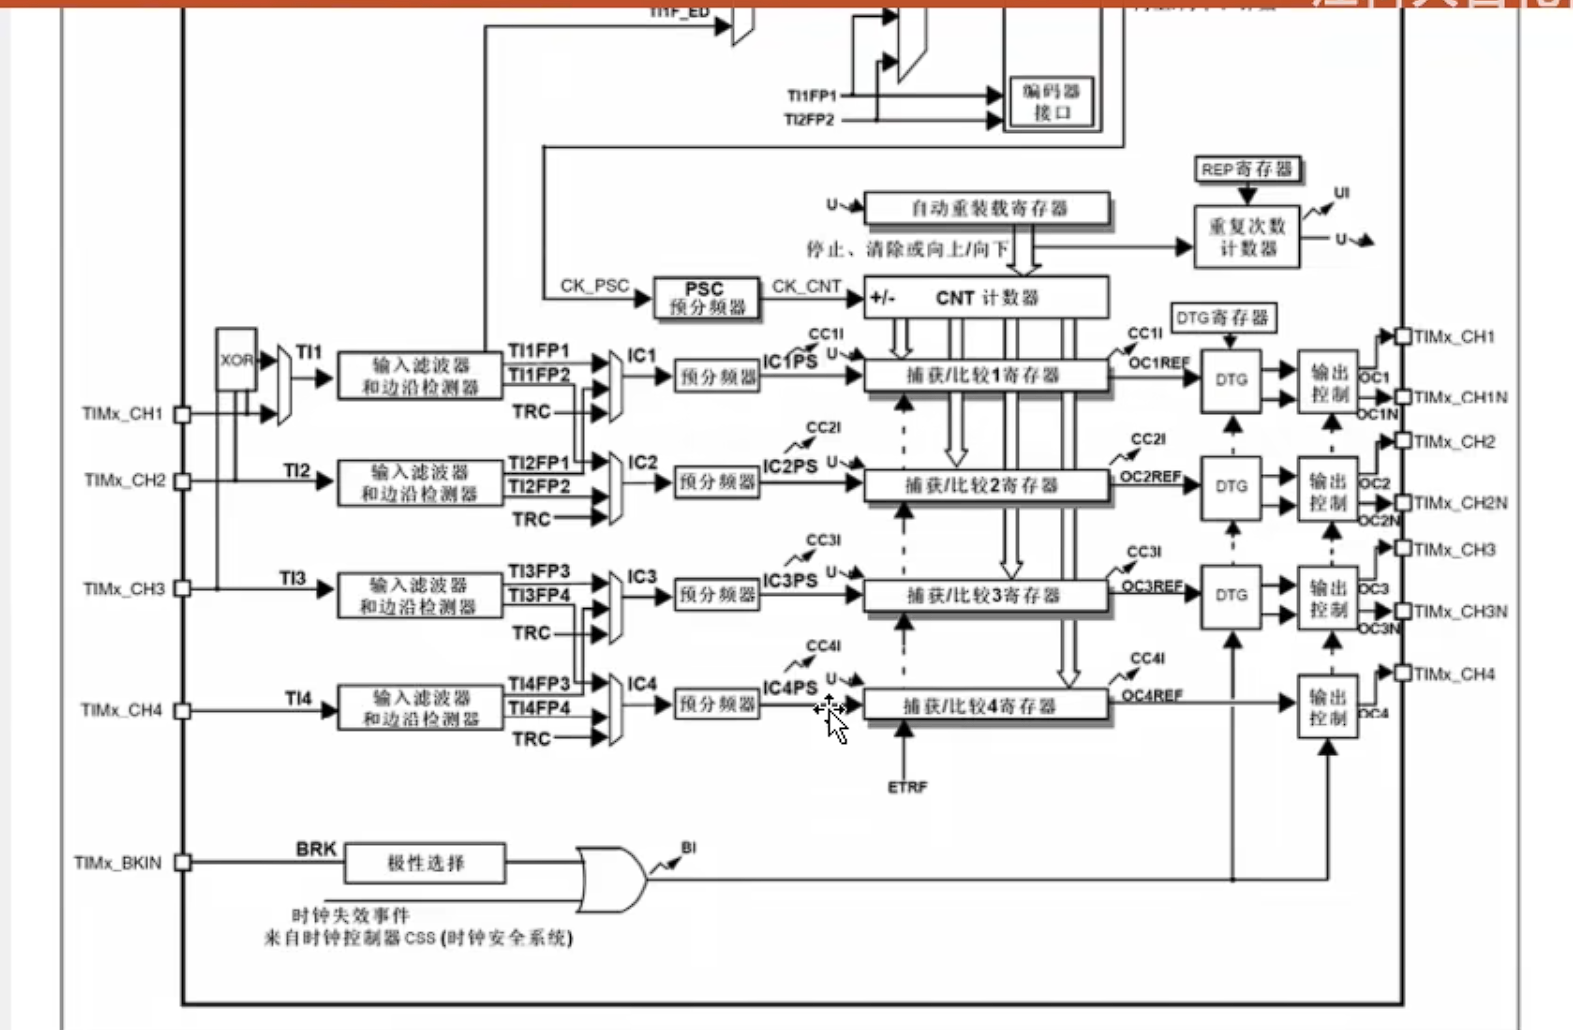 TI1F_ED
TI1FP1
TI2FP2
编码器
接口
REP寄存器
UI
U
自动重装载寄存器
重复次数
计数器
U
停止、清除或向上/向下
CK_PSC
PSC
预分频器
CK_CNT
+/-
CNT 计数器
DTG寄存器
XOR
TI1
输入滤波器
和边沿检测器
TI1FP1
TI1FP2
TRC
IC1
预分频器
CC1I
U
IC1PS
捕获/比较1寄存器
CC1I
OC1REF
DTG
输出
控制
OC1
OC1N
TIMx_CH1
TIMx_CH1N
TIMx_CH1
TIMx_CH2
TI2
输入滤波器
和边沿检测器
TI2FP1
TI2FP2
TRC
IC2
预分频器
CC2I
U
IC2PS
捕获/比较2寄存器
CC2I
OC2REF
DTG
输出
控制
OC2
OC2N
TIMx_CH2
TIMx_CH2N
TIMx_CH3
TI3
输入滤波器
和边沿检测器
TI3FP3
TI3FP4
TRC
IC3
预分频器
CC3I
U
IC3PS
捕获/比较3寄存器
CC3I
OC3REF
DTG
输出
控制
OC3
OC3N
TIMx_CH3
TIMx_CH3N
TIMx_CH4
TI4
输入滤波器
和边沿检测器
TI4FP3
TI4FP4
TRC
IC4
预分频器
CC4I
U
IC4PS
捕获/比较4寄存器
CC4I
OC4REF
输出
控制
OC4
TIMx_CH4
ETRF
TIMx_BKIN
BRK
极性选择
BI
时钟失效事件
来自时钟控制器CSS (时钟安全系统)